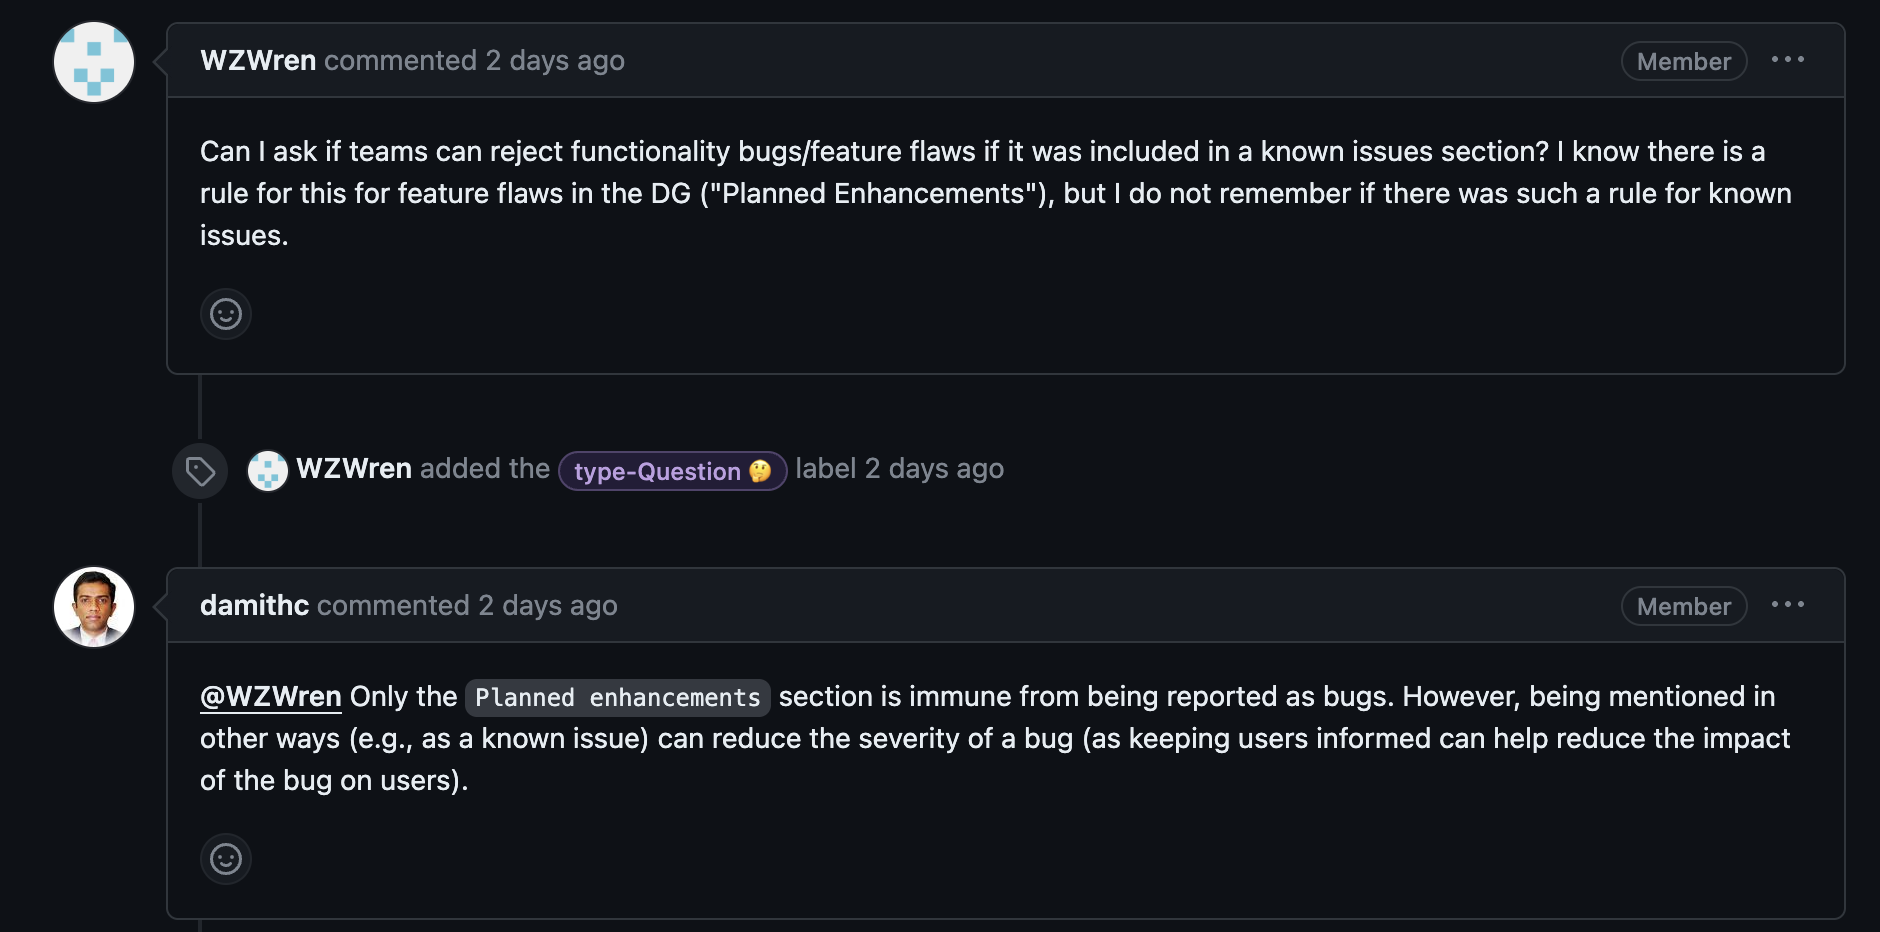 WZWren commented 2 days ago
Member
Can I ask if teams can reject functionality bugs/feature flaws if it was included in a known issues section? I know there is a
rule for this for feature flaws in the DG ("Planned Enhancements"), but I do not remember if there was such a rule for known
issues.
WZWren added the type-Question 🤔 label 2 days ago
damithc commented 2 days ago
Member
@WZWren Only the Planned enhancements section is immune from being reported as bugs. However, being mentioned in
other ways (e.g., as a known issue) can reduce the severity of a bug (as keeping users informed can help reduce the impact
of the bug on users).